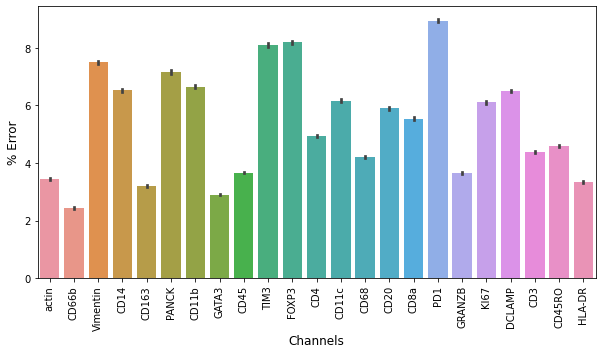 % Error
8
6
4
2
0
actin
CD66b
Vimentin
CD14
CD163
PANCK
CD11b
GATA3
CD45
TIM3
FOXP3
CD4
CD11c
CD68
CD20
CD8a
PD1
GRANZB
KI67
DCLAMP
CD3
CD45RO
HLA-DR
Channels